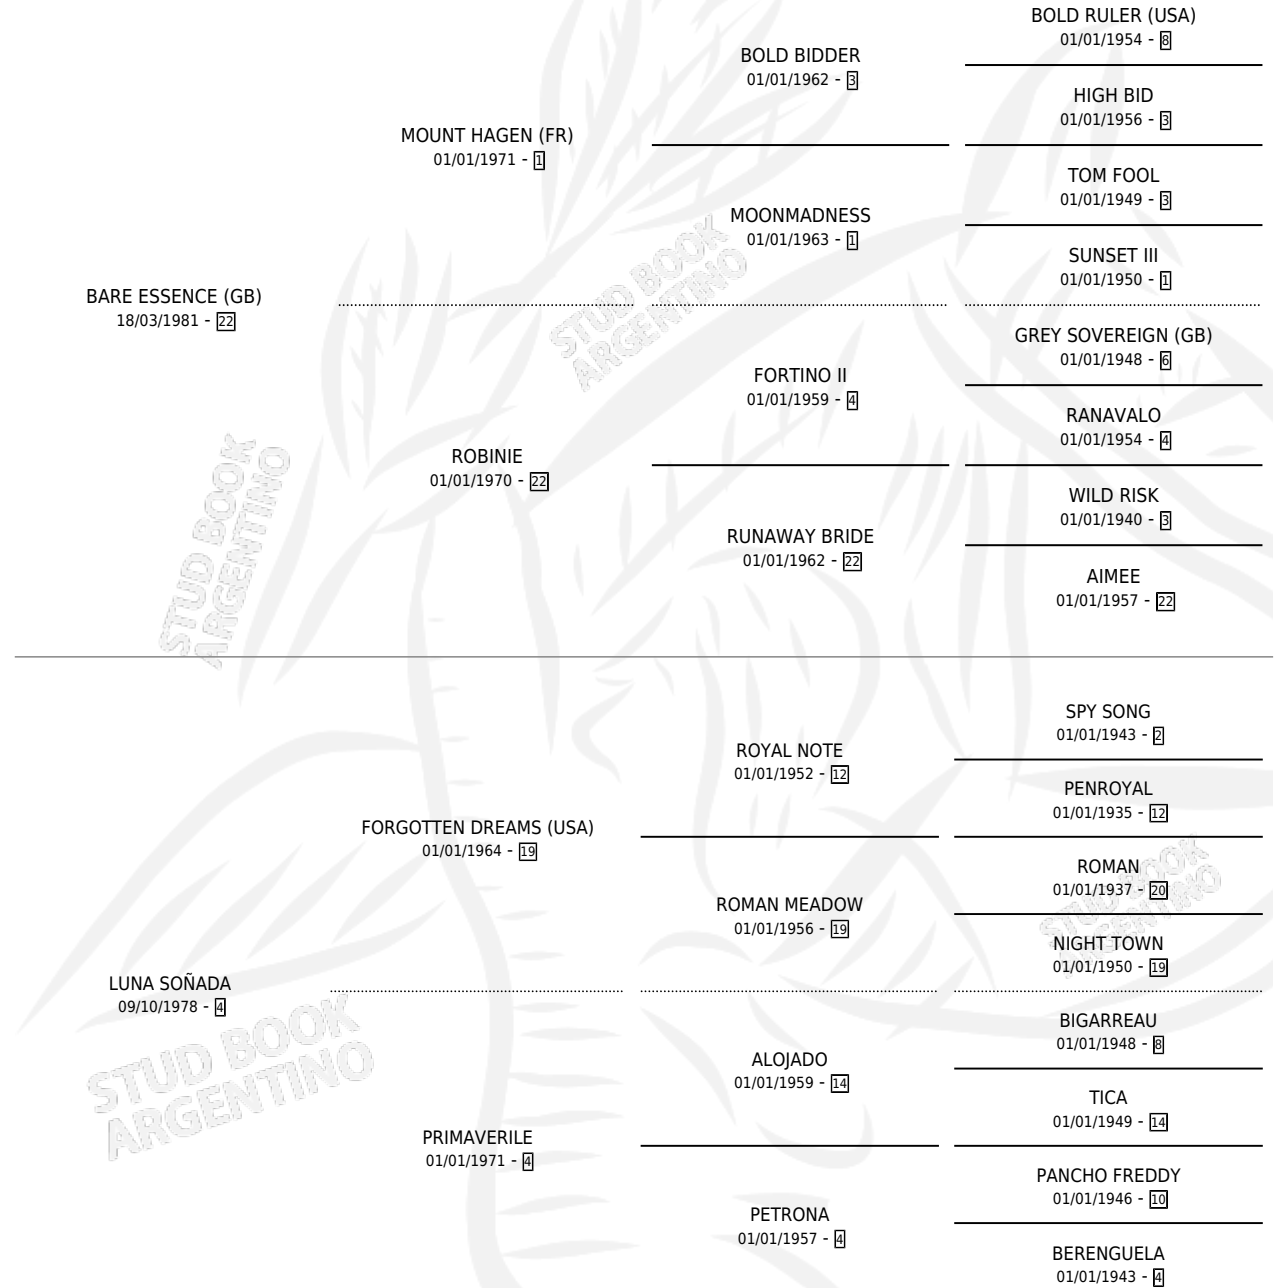 BOLD RULER (USA)
01/01/1954 - 8
BOLD BIDDER
01/01/1962 - 3
HIGH BID
01/01/1956 - 3
MOUNT HAGEN (FR)
01/01/1971 - 1
TOM FOOL
01/01/1949 - 3
MOONMADNESS
01/01/1963 - 1
SUNSET III
01/01/1950 - 1
BARE ESSENCE (GB)
18/03/1981 - 22
STUD BOOK
ARGENTINO
GREY SOVEREIGN (GB)
01/01/1948 - 6
FORTINO II
01/01/1959 - 4
RANAVALO
01/01/1954 - 4
ROBINIE
01/01/1970 - 22
WILD RISK
01/01/1940 - 3
RUNAWAY BRIDE
01/01/1962 - 22
AIMEE
01/01/1957 - 22
STUD BOOK
ARGENTINO
SPY SONG
01/01/1943 - 2
ROYAL NOTE
01/01/1952 - 12
PENROYAL
01/01/1935 - 12
FORGOTTEN DREAMS (USA)
01/01/1964 - 19
ROMAN
01/01/1937 - 20
ROMAN MEADOW
01/01/1956 - 19
STUD BOOK
ARGENTINO
NIGHT TOWN
01/01/1950 - 19
LUNA SOÑADA
09/10/1978 - 4
BIGARREAU
01/01/1948 - 8
STUD BOOK
ARGENTINO
ALOJADO
01/01/1959 - 14
TICA
01/01/1949 - 14
PRIMAVERILE
01/01/1971 - 4
PANCHO FREDDY
01/01/1946 - 10
PETRONA
01/01/1957 - 4
BERENGUELA
01/01/1943 - 4